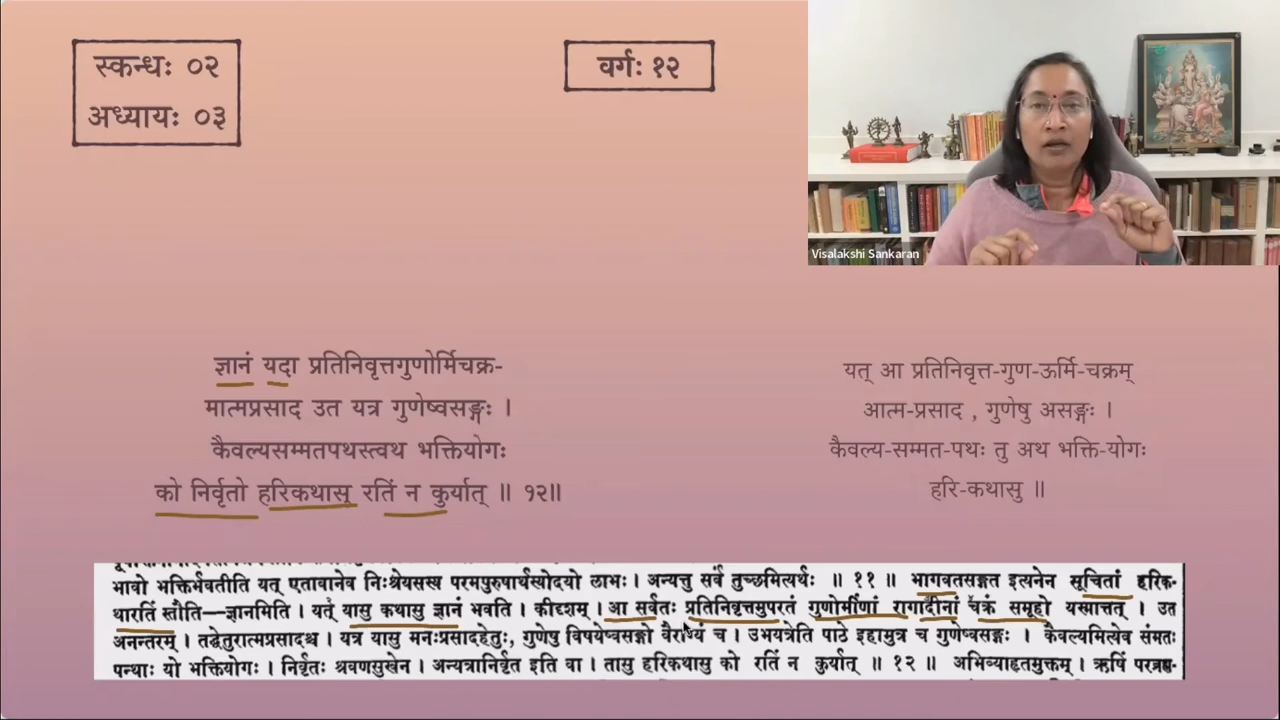 स्कन्धः ०२
अध्यायः ०३
वर्गः १२
Visalakshi Sankaran
ज्ञानं यदा प्रतिनिवृत्तगुणोर्मिचक्र-
मात्मप्रसाद उत यत्र गुणेष्वसङ्गः ।
कैवल्यसम्मतपथस्त्वथ भक्तियोगः
को निर्वृतो हरिकथासु रतिं न कुर्यात् ॥ १२॥
यत् आ प्रतिनिवृत्त-गुण-ऊर्मि-चक्रम्
आत्म-प्रसाद , गुणेषु असङ्गः ।
कैवल्य-सम्मत-पथः तु अथ भक्ति-योगः
हरि-कथासु ॥
भावो भक्तिर्भवतीति यत् एतावानेव निःश्रेयसस्य परमपुरुषार्थस्योदयो लाभः । अन्यत्तु सर्वं तुच्छमित्यर्थः ॥ ११ ॥ भागवतसङ्गत इत्यनेन सूचितां हरिक-
थारतिं स्तौति—ज्ञानमिति । यत् यासु कथासु ज्ञानं भवति । कीदृशम् । आ सर्वतः प्रतिनिवृत्तमुपरतं गुणोर्मीणां रागादीनां चक्रं समूहो यस्मात्तत् । उत
अनन्तरम् । तद्धेतुरात्मप्रसादश्च । यत्र यासु मनःप्रसादहेतुः, गुणेषु विषयेष्वसङ्गो वैराग्यं च । उभयत्रेति पाठे इहामुत्र च गुणेष्वसङ्गः । कैवल्यमित्येव संमतः
पन्थाः यो भक्तियोगः । निर्वृतः श्रवणसुखेन । अन्यत्रानिर्वृत इति वा । तासु हरिकथासु को रतिं न कुर्यात् ॥ १२ ॥ अभिव्याहृतमुक्तम् । ऋषिं